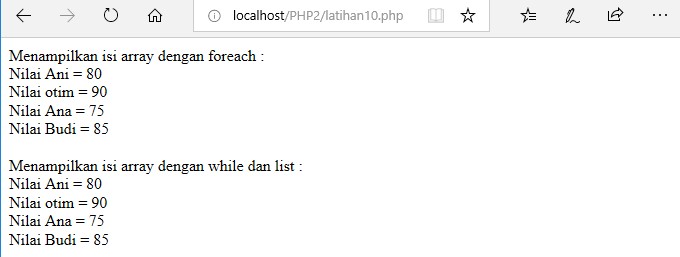 localhost/PHP2/latihan10.php
Menampilkan isi array dengan foreach :
Nilai Ani = 80
Nilai otim = 90
Nilai Ana = 75
Nilai Budi = 85
Menampilkan isi array dengan while dan list :
Nilai Ani = 80
Nilai otim = 90
Nilai Ana = 75
Nilai Budi = 85